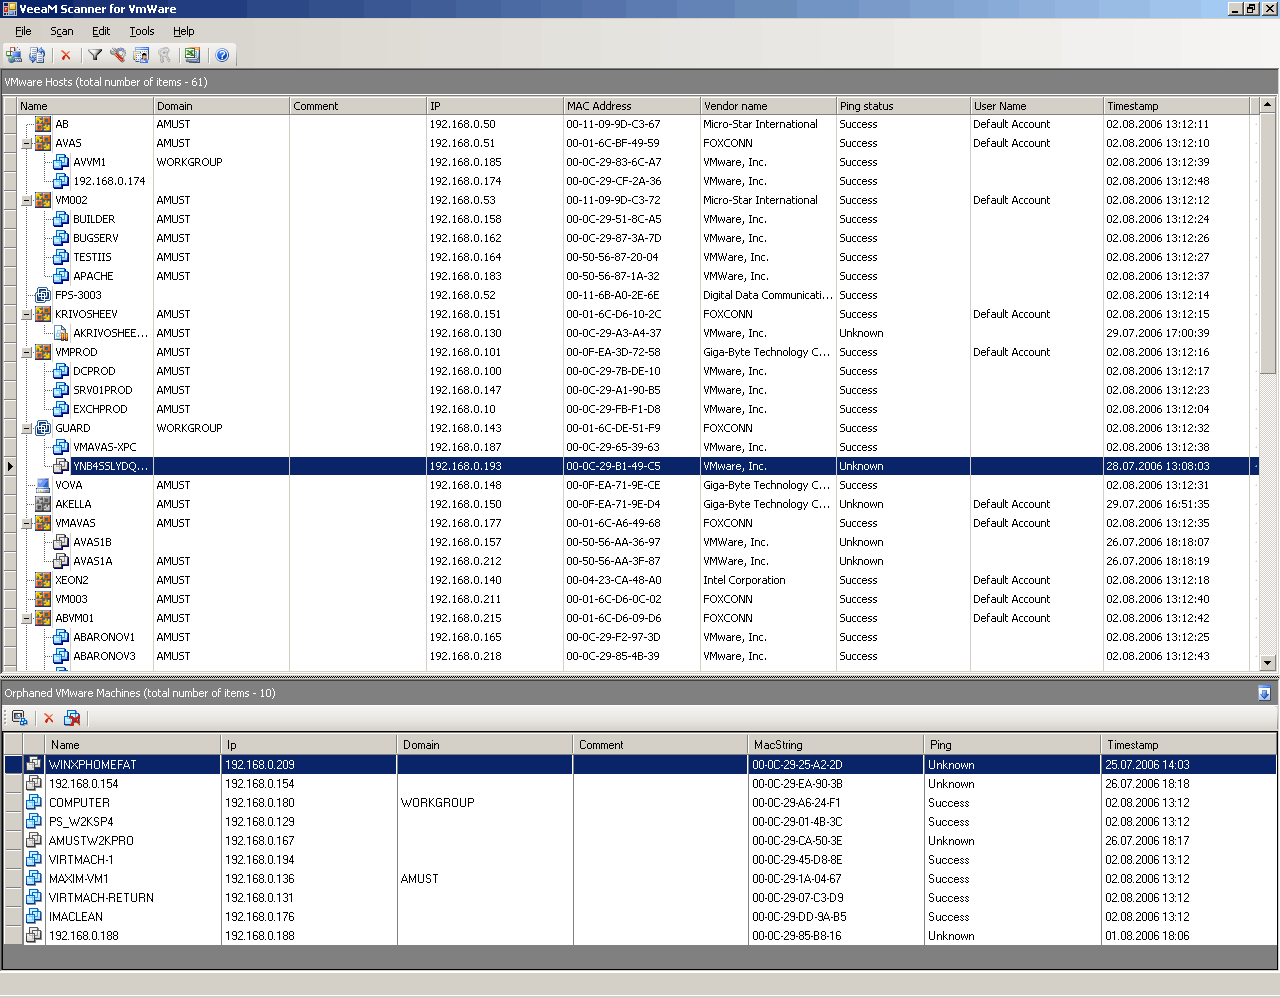 VeeaM Scanner for VmWare
File Scan Edit Tools Help
VMware Hosts (total number of items - 61)
Name Domain Comment IP MAC Address Vendor name Ping status User Name Timestamp
AB AMUST 192.168.0.50 00-11-09-9D-C3-67 Micro-Star International Success Default Account 02.08.2006 13:12:11
AVAS AMUST 192.168.0.51 00-01-6C-BF-49-59 FOXCONN Success Default Account 02.08.2006 13:12:10
AVVM1 WORKGROUP 192.168.0.185 00-0C-29-83-6C-A7 VMware, Inc. Success 02.08.2006 13:12:39
192.168.0.174 192.168.0.174 00-0C-29-CF-2A-36 VMware, Inc. Success 02.08.2006 13:12:48
VM002 AMUST 192.168.0.53 00-11-09-9D-C3-72 Micro-Star International Success Default Account 02.08.2006 13:12:12
BUILDER AMUST 192.168.0.158 00-0C-29-51-8C-A5 VMware, Inc. Success 02.08.2006 13:12:24
BUGSERV AMUST 192.168.0.162 00-0C-29-87-3A-7D VMware, Inc. Success 02.08.2006 13:12:26
TESTIIS AMUST 192.168.0.164 00-50-56-87-20-04 VMWare, Inc. Success 02.08.2006 13:12:27
APACHE AMUST 192.168.0.183 00-50-56-87-1A-32 VMWare, Inc. Success 02.08.2006 13:12:37
FPS-3003 192.168.0.52 00-11-6B-A0-2E-6E Digital Data Communicati... Success 02.08.2006 13:12:14
KRIVOSHEEV AMUST 192.168.0.151 00-01-6C-D6-10-2C FOXCONN Success Default Account 02.08.2006 13:12:15
AKRIVOSHEE... AMUST 192.168.0.130 00-0C-29-A3-A4-37 VMware, Inc. Unknown 29.07.2006 17:00:39
VMPROD AMUST 192.168.0.101 00-0F-EA-3D-72-58 Giga-Byte Technology C... Success Default Account 02.08.2006 13:12:16
DCPROD AMUST 192.168.0.100 00-0C-29-7B-DE-10 VMware, Inc. Success 02.08.2006 13:12:17
SRV01PROD AMUST 192.168.0.147 00-0C-29-A1-90-B5 VMware, Inc. Success 02.08.2006 13:12:23
EXCHPROD AMUST 192.168.0.10 00-0C-29-FB-F1-D8 VMware, Inc. Success 02.08.2006 13:12:04
GUARD WORKGROUP 192.168.0.143 00-01-6C-DE-51-F9 FOXCONN Success 02.08.2006 13:12:32
VMAVAS-XPC 192.168.0.187 00-0C-29-65-39-63 VMware, Inc. Success 02.08.2006 13:12:38
YNB4SSLYDQ... 192.168.0.193 00-0C-29-B1-49-C5 VMware, Inc. Unknown 28.07.2006 13:08:03
VOVA AMUST 192.168.0.148 00-0F-EA-71-9E-CE Giga-Byte Technology C... Success 02.08.2006 13:12:31
AKELLA AMUST 192.168.0.150 00-0F-EA-71-9E-D4 Giga-Byte Technology C... Unknown Default Account 29.07.2006 16:51:35
VMAVAS AMUST 192.168.0.177 00-01-6C-A6-49-68 FOXCONN Success Default Account 02.08.2006 13:12:35
AVAS1B 192.168.0.157 00-50-56-AA-36-97 VMWare, Inc. Unknown 26.07.2006 18:18:07
AVAS1A AMUST 192.168.0.212 00-50-56-AA-3F-87 VMWare, Inc. Unknown 26.07.2006 18:18:19
XEON2 AMUST 192.168.0.140 00-04-23-CA-48-A0 Intel Corporation Success Default Account 02.08.2006 13:12:18
VM003 AMUST 192.168.0.211 00-01-6C-D6-0C-02 FOXCONN Success Default Account 02.08.2006 13:12:40
ABVM01 AMUST 192.168.0.215 00-01-6C-D6-09-D6 FOXCONN Success Default Account 02.08.2006 13:12:42
ABARONOV1 AMUST 192.168.0.165 00-0C-29-F2-97-3D VMware, Inc. Success 02.08.2006 13:12:25
ABARONOV3 AMUST 192.168.0.218 00-0C-29-85-4B-39 VMware, Inc. Success 02.08.2006 13:12:43
Orphaned VMware Machines (total number of items - 10)
Name Ip Domain Comment MacString Ping Timestamp
WINXPHOMEFAT 192.168.0.209 00-0C-29-25-A2-2D Unknown 25.07.2006 14:03
192.168.0.154 192.168.0.154 00-0C-29-EA-90-3B Unknown 26.07.2006 18:18
COMPUTER 192.168.0.180 WORKGROUP 00-0C-29-A6-24-F1 Success 02.08.2006 13:12
PS_W2KSP4 192.168.0.129 00-0C-29-01-4B-3C Success 02.08.2006 13:12
AMUSTW2KPRO 192.168.0.167 00-0C-29-CA-50-3E Unknown 26.07.2006 18:17
VIRTMACH-1 192.168.0.194 00-0C-29-45-D8-8E Success 02.08.2006 13:12
MAXIM-VM1 192.168.0.136 AMUST 00-0C-29-1A-04-67 Success 02.08.2006 13:12
VIRTMACH-RETURN 192.168.0.131 00-0C-29-07-C3-D9 Success 02.08.2006 13:12
IMACLEAN 192.168.0.176 00-0C-29-DD-9A-B5 Success 02.08.2006 13:12
192.168.0.188 192.168.0.188 00-0C-29-85-B8-16 Unknown 01.08.2006 18:06